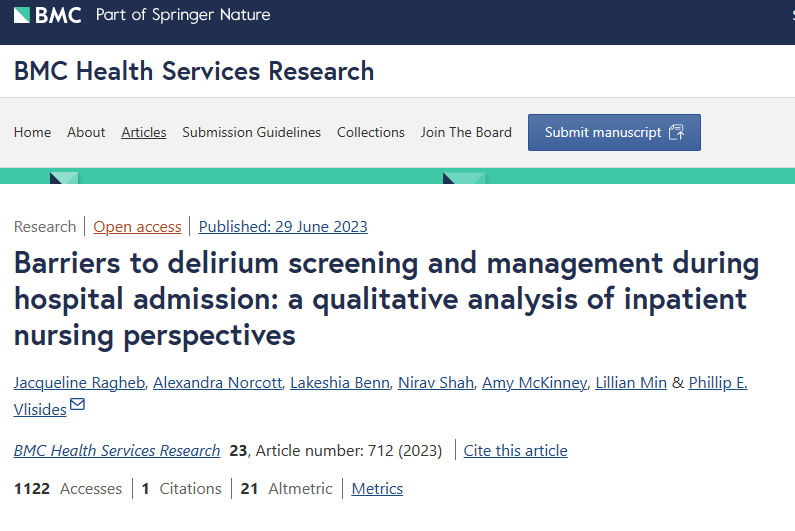 BMC Part of Springer Nature
BMC Health Services Research
Home About Articles Submission Guidelines Collections Join The Board Submit manuscript
Research Open access Published: 29 June 2023
Barriers to delirium screening and management during
hospital admission: a qualitative analysis of inpatient
nursing perspectives
Jacqueline Ragheb, Alexandra Norcott, Lakeshia Benn, Nirav Shah, Amy McKinney, Lillian Min & Phillip E.
Vlisides
BMC Health Services Research 23, Article number: 712 (2023) Cite this article
1122 Accesses 1 Citations 21 Altmetric Metrics